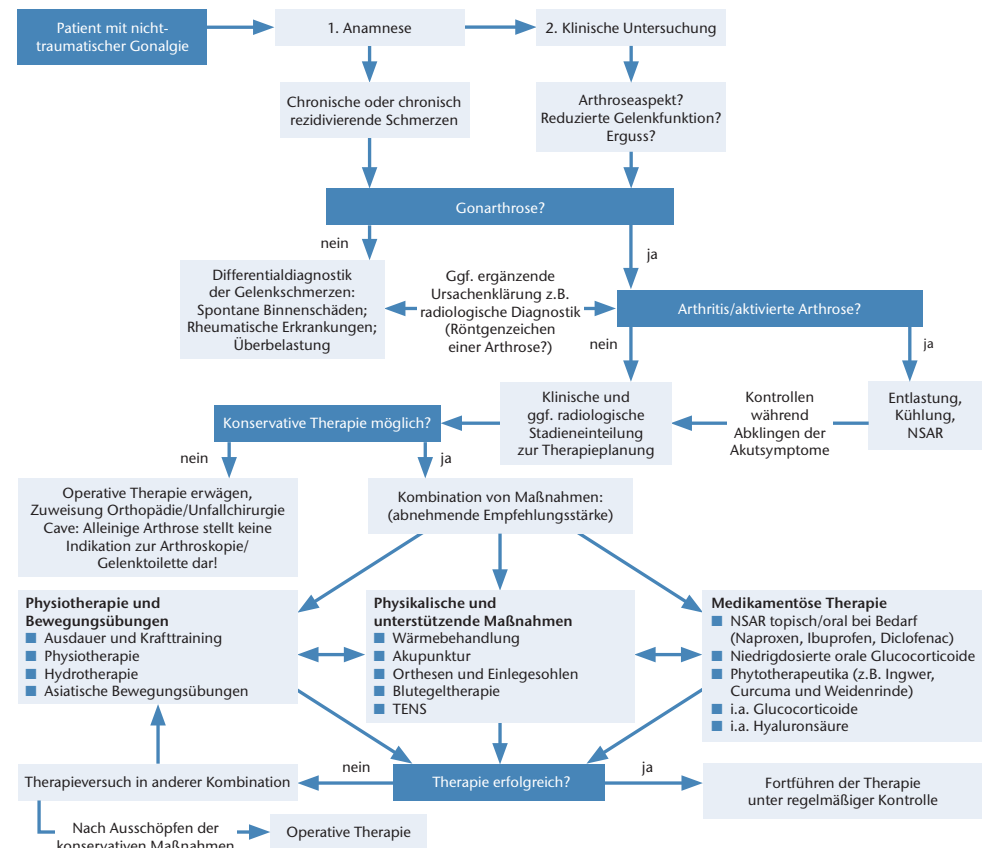 Patient mit nicht-
traumatischer Gonalgie
1. Anamnese
2. Klinische Untersuchung
Chronische oder chronisch
rezidivierende Schmerzen
Arthroseaspekt?
Reduzierte Gelenkfunktion?
Erguss?
Gonarthrose?
nein
ja
Differentialdiagnostik
der Gelenkschmerzen:
Spontane Binnenschäden;
Rheumatische Erkrankungen;
Überbelastung
Ggf. ergänzende
Ursachenklärung z.B.
radiologische Diagnostik
(Röntgenzeichen
einer Arthrose?)
Arthritis/aktivierte Arthrose?
nein
ja
Klinische und
ggf. radiologische
Stadieneinteilung
zur Therapieplanung
Kontrollen
während
Abklingen der
Akutsymptome
Entlastung,
Kühlung,
NSAR
Konservative Therapie möglich?
nein
ja
Operative Therapie erwägen,
Zuweisung Orthopädie/Unfallchirurgie
Cave: Alleinige Arthrose stellt keine
Indikation zur Arthroskopie/
Gelenktoilette dar!
Kombination von Maßnahmen:
(abnehmende Empfehlungsstärke)
Physiotherapie und
Bewegungsübungen
■ Ausdauer und Krafttraining
■ Physiotherapie
■ Hydrotherapie
■ Asiatische Bewegungsübungen
Physikalische und
unterstützende Maßnahmen
■ Wärmebehandlung
■ Akupunktur
■ Orthesen und Einlegesohlen
■ Blutegeltherapie
■ TENS
Medikamentöse Therapie
■ NSAR topisch/oral bei Bedarf
(Naproxen, Ibuprofen, Diclofenac)
■ Niedrigdosierte orale Glucocorticoide
■ Phytotherapeutika (z.B. Ingwer,
Curcuma und Weidenrinde)
■ i.a. Glucocorticoide
■ i.a. Hyaluronsäure
Therapieversuch in anderer Kombination
nein
Therapie erfolgreich?
ja
Fortführen der Therapie
unter regelmäßiger Kontrolle
Nach Ausschöpfen der
konservativen Maßnahmen
Operative Therapie